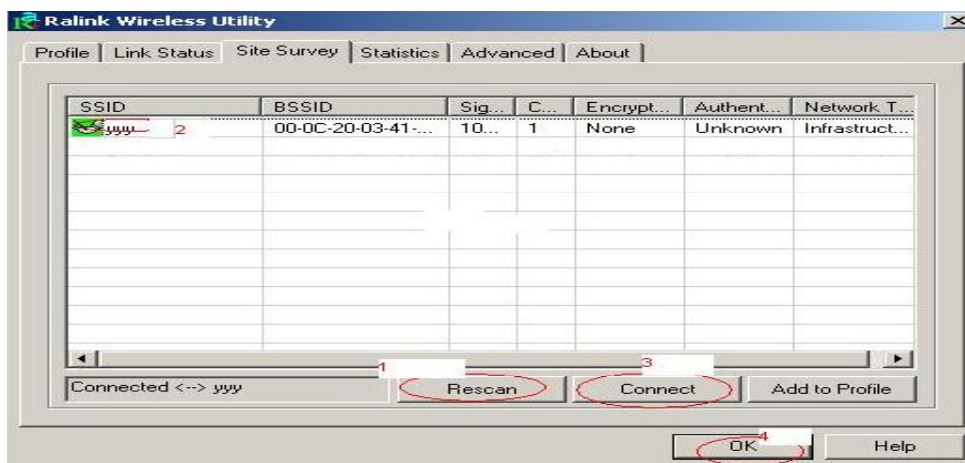 Ralink Wireless Utility
Profile Link Status Site Survey Statistics Advanced About
SSID BSSID Sig... C... Encrypt... Authent... Network T...
yyy 2 00-0C-20-03-41-... 10... 1 None Unknown Infrastruct...
1 3
Connected <--> yyy Rescan Connect Add to Profile
4
OK Help